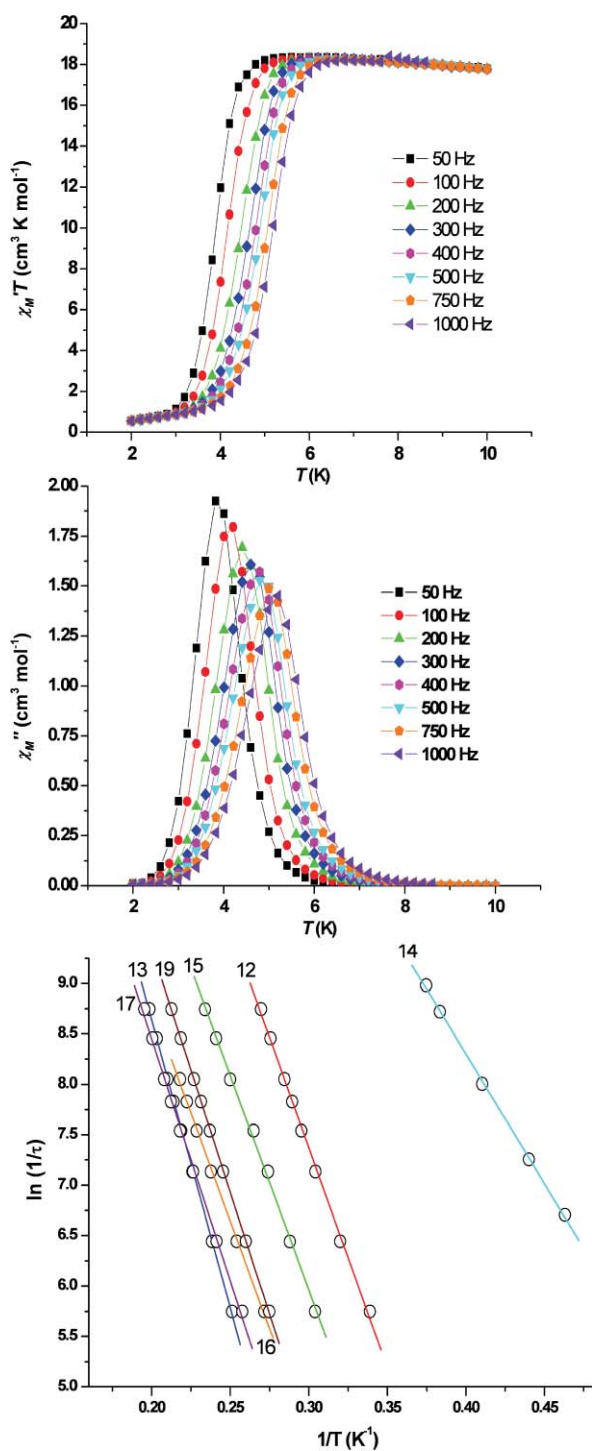 20
18
16
14
12
10
8
6
4
2
0
χM'T (cm³ K mol⁻¹)
50 Hz
100 Hz
200 Hz
300 Hz
400 Hz
500 Hz
750 Hz
1000 Hz
2 4 6 8 10
T (K)
2.00
1.75
1.50
1.25
1.00
0.75
0.50
0.25
0.00
χM'' (cm³ mol⁻¹)
50 Hz
100 Hz
200 Hz
300 Hz
400 Hz
500 Hz
750 Hz
1000 Hz
2 4 6 8 10
T (K)
9.0
8.5
8.0
7.5
7.0
6.5
6.0
5.5
5.0
ln (1/τ)
17
13
19
15
12
14
16
0.20 0.25 0.30 0.35 0.40 0.45
1/T (K⁻¹)